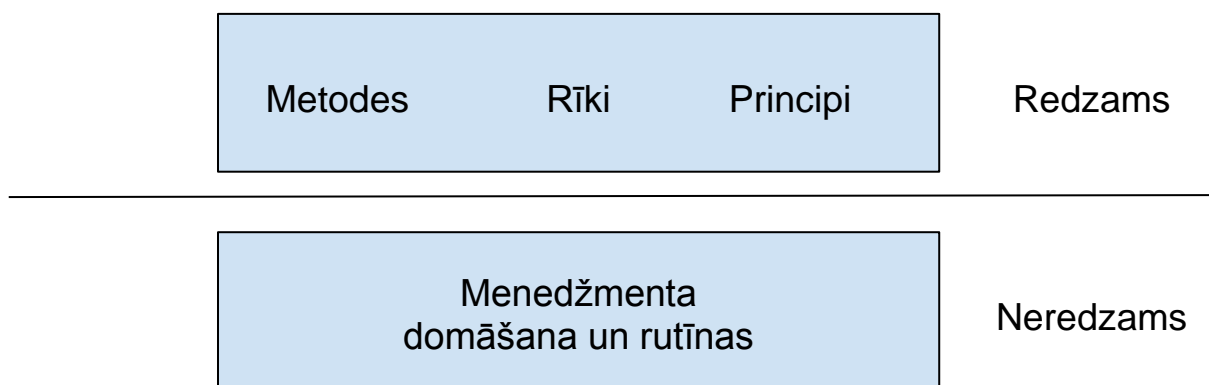 Metodes Rīki Principi Redzams
Menedžmenta
domāšana un rutīnas
Neredzams